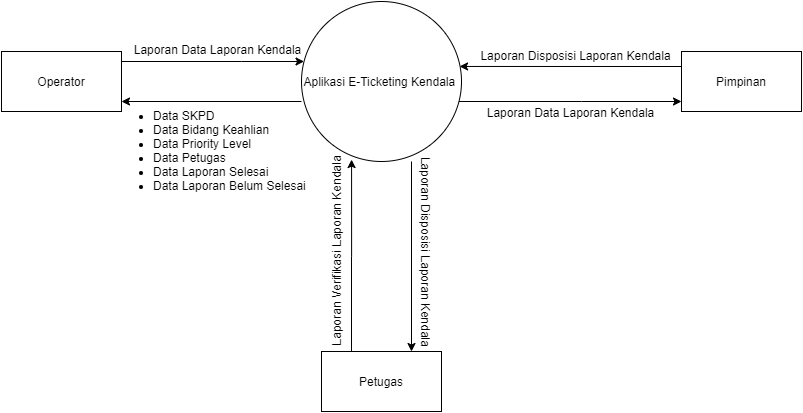 Laporan Data Laporan Kendala
Operator
Aplikasi E-Ticketing Kendala
Laporan Disposisi Laporan Kendala
Pimpinan
Laporan Data Laporan Kendala
• Data SKPD
• Data Bidang Keahlian
• Data Priority Level
• Data Petugas
• Data Laporan Selesai
• Data Laporan Belum Selesai
Laporan Verifikasi Laporan Kendala
Laporan Disposisi Laporan Kendala
Petugas